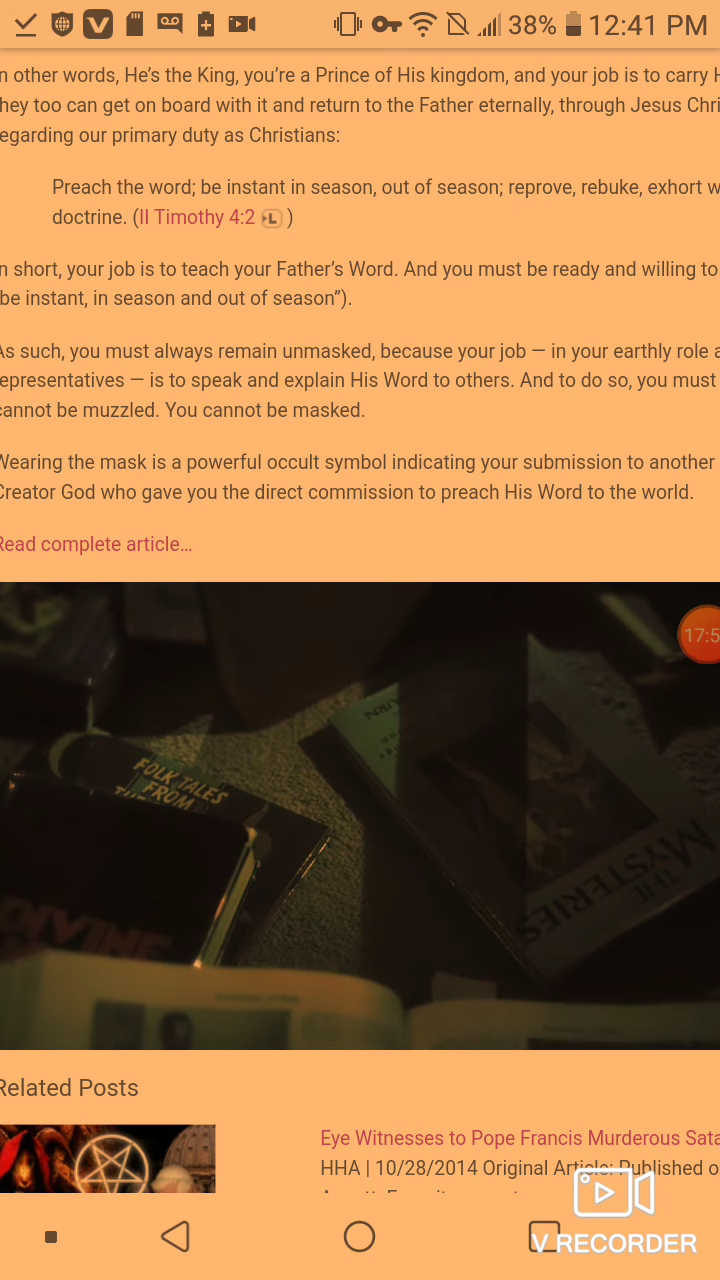 38% 12:41 PM
n other words, He's the King, you're a Prince of His kingdom, and your job is to carry H
hey too can get on board with it and return to the Father eternally, through Jesus Chri
egarding our primary duty as Christians:
Preach the word; be instant in season, out of season; reprove, rebuke, exhort w
doctrine. (II Timothy 4:2 L )
n short, your job is to teach your Father's Word. And you must be ready and willing to
be instant, in season and out of season”).
As such, you must always remain unmasked, because your job — in your earthly role a
epresentatives — is to speak and explain His Word to others. And to do so, you must
cannot be muzzled. You cannot be masked.
Wearing the mask is a powerful occult symbol indicating your submission to another
Creator God who gave you the direct commission to preach His Word to the world.
Read complete article…
17:5
FOLK TALES
FROM
DIVINE
THE
MYSTERIES
Related Posts
Eye Witnesses to Pope Francis Murderous Sata
HHA | 10/28/2014 Original Article: Published o
V RECORDER